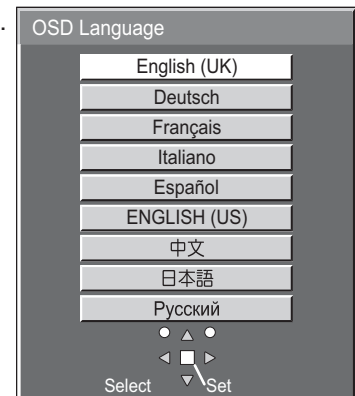 OSD Language
English (UK)
Deutsch
Français
Italiano
Español
ENGLISH (US)
中文
日本語
Русский
Select Set